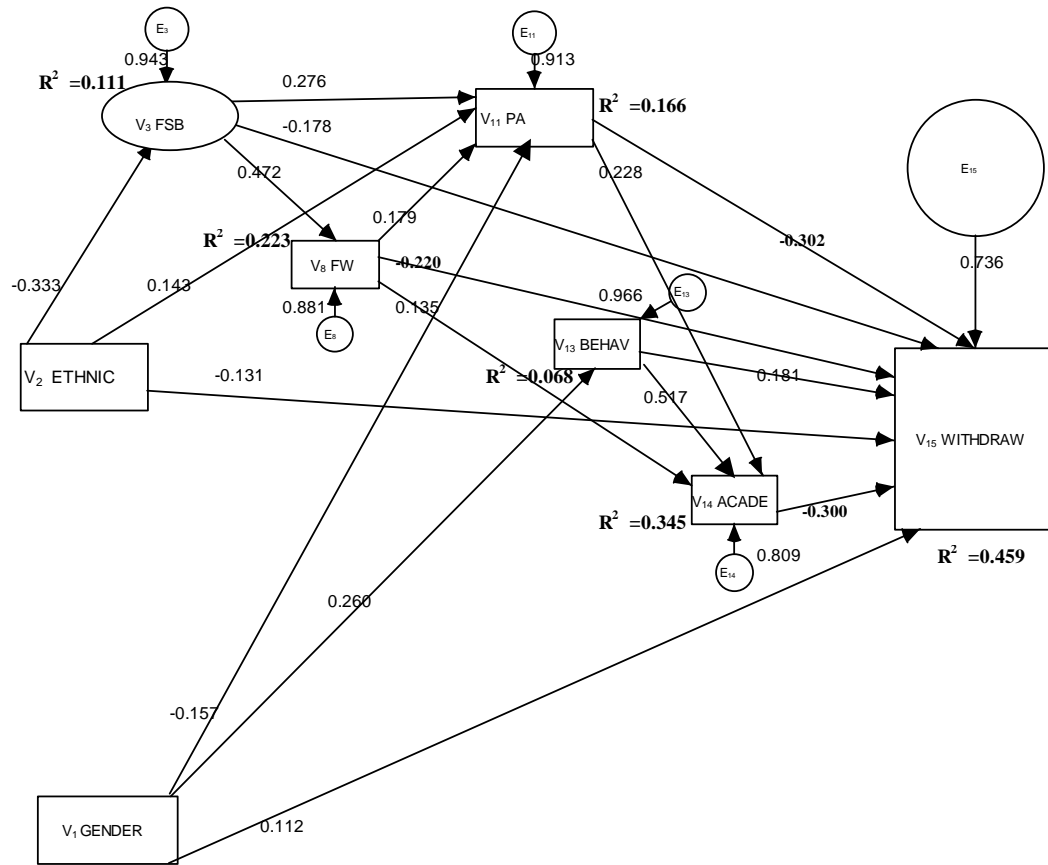 E₃
E₁₁
0.943
0.913
R² =0.111
0.276
R² =0.166
V₃ FSB
V₁₁ PA
-0.178
0.472
0.228
E₁₅
0.179
R² =0.223
-0.302
V₈ FW
-0.220
0.736
-0.333
0.143
0.966
E₁₃
0.881
0.135
E₈
V₁₃ BEHAV
V₂ ETHNIC
-0.131
R² =0.068
0.181
0.517
V₁₅ WITHDRAW
V₁₄ ACADE
-0.300
R² =0.345
0.809
R² =0.459
E₁₄
0.260
-0.157
V₁ GENDER
0.112